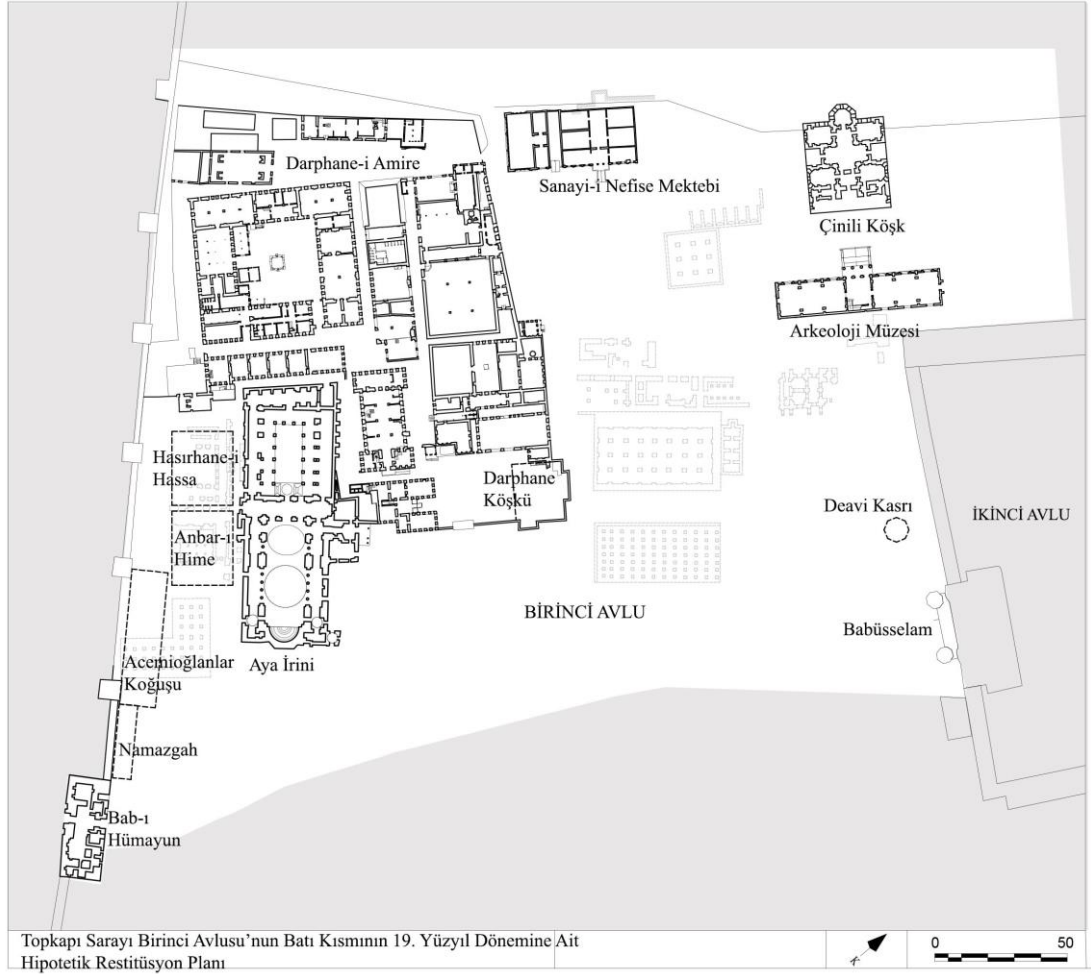 Darphane-i Amire
Sanayi-i Nefise Mektebi
Çinili Köşk
Arkeoloji Müzesi
Hasırhane-i
Hassa
Darphane
Köşkü
Deavi Kasrı
İKİNCİ AVLU
Anbar-ı
Hime
BİRİNCİ AVLU
Babüsselam
Acemioğlanlar
Koğuşu
Aya İrini
Namazgah
Bab-ı
Hümayun
Topkapı Sarayı Birinci Avlusu'nun Batı Kısmının 19. Yüzyıl Dönemine Ait
Hipotetik Restitüsyon Planı
K
0 50